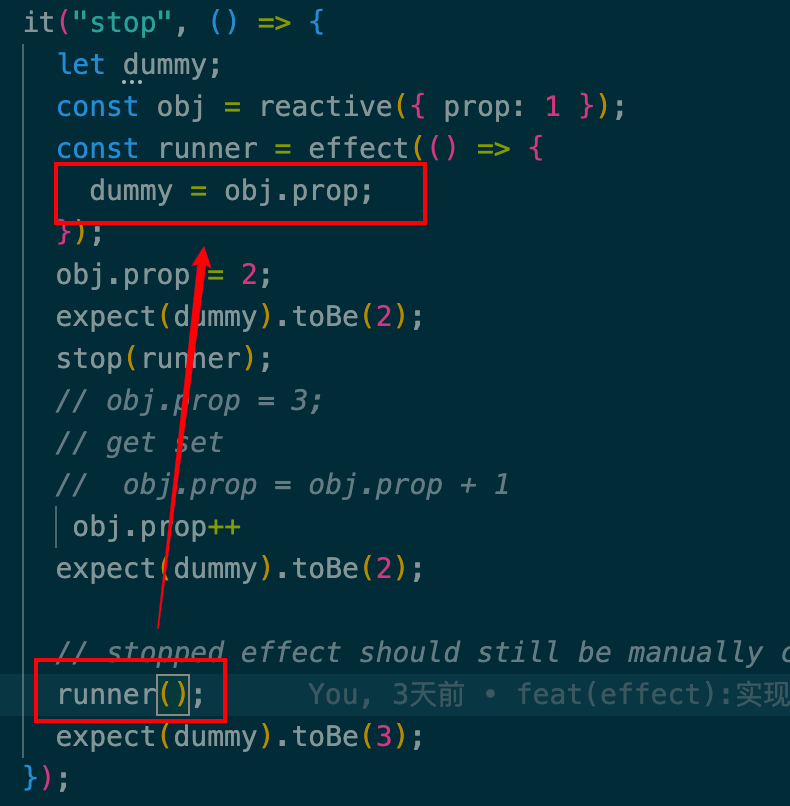 it("stop", () => {
let dummy;
const obj = reactive({ prop: 1 });
const runner = effect(() => {
dummy = obj.prop;
});
obj.prop = 2;
expect(dummy).toBe(2);
stop(runner);
// obj.prop = 3;
// get set
//  obj.prop = obj.prop + 1
obj.prop++
expect(dummy).toBe(2);
// stopped effect should still be manually
runner(); You, 3天前 • feat(effect):实现
expect(dummy).toBe(3);
});